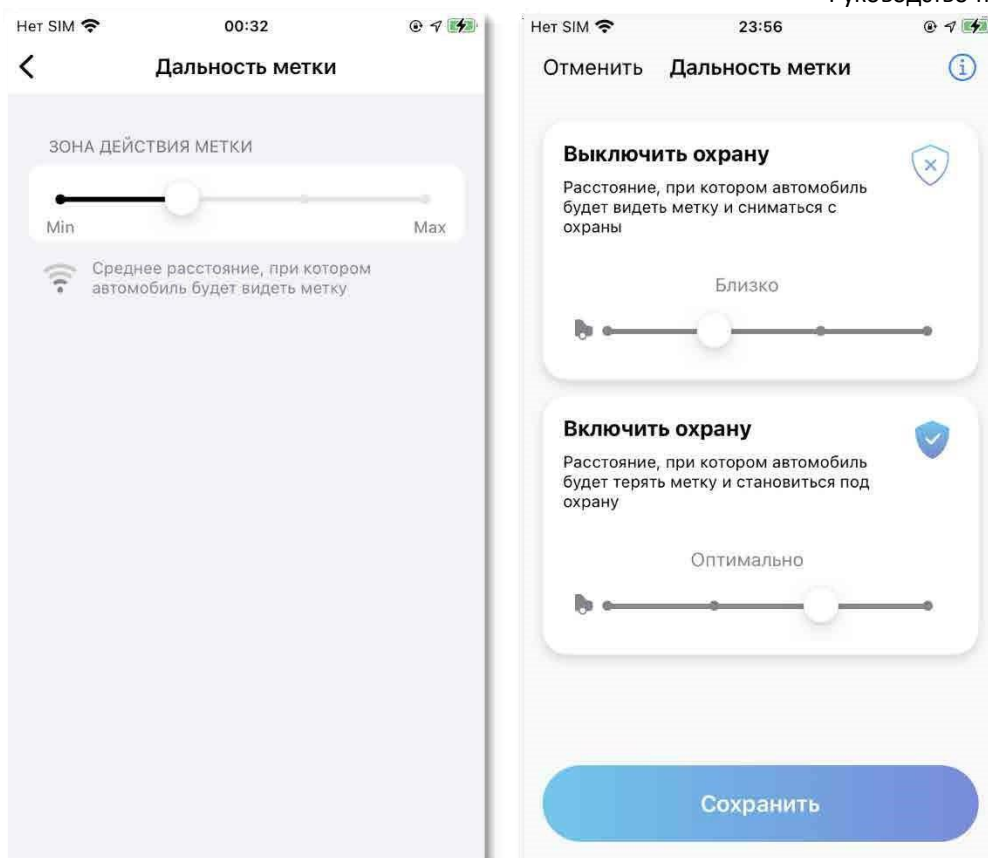 Нет SIM 00:32
Дальность метки
ЗОНА ДЕЙСТВИЯ МЕТКИ
Min Max
Среднее расстояние, при котором
автомобиль будет видеть метку
Нет SIM 23:56
Отменить Дальность метки
Выключить охрану
Расстояние, при котором автомобиль
будет видеть метку и сниматься с
охраны
Близко
Включить охрану
Расстояние, при котором автомобиль
будет терять метку и становиться под
охрану
Оптимально
Сохранить